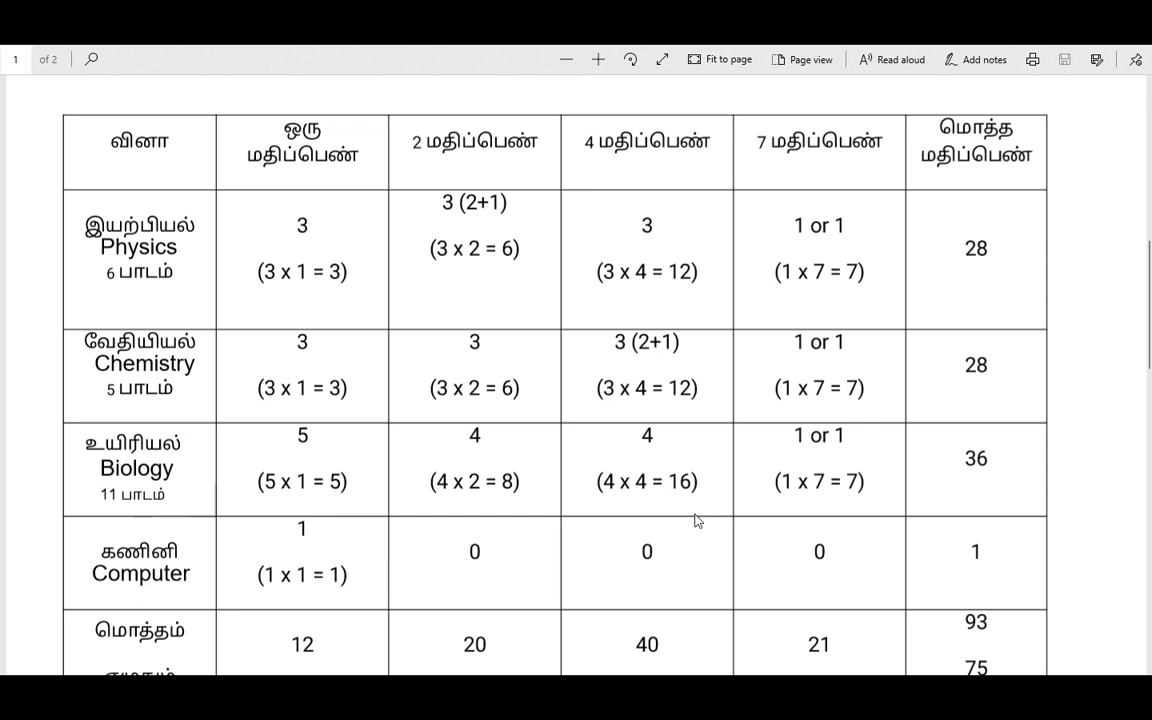 1 of 2 Fit to page Page view Read aloud Add notes
வினா
ஒரு
மதிப்பெண்
2 மதிப்பெண்
4 மதிப்பெண்
7 மதிப்பெண்
மொத்த
மதிப்பெண்
இயற்பியல்
Physics
6 பாடம்
3
(3 x 1 = 3)
3 (2+1)
(3 x 2 = 6)
3
(3 x 4 = 12)
1 or 1
(1 x 7 = 7)
28
வேதியியல்
Chemistry
5 பாடம்
3
(3 x 1 = 3)
3
(3 x 2 = 6)
3 (2+1)
(3 x 4 = 12)
1 or 1
(1 x 7 = 7)
28
உயிரியல்
Biology
11 பாடம்
5
(5 x 1 = 5)
4
(4 x 2 = 8)
4
(4 x 4 = 16)
1 or 1
(1 x 7 = 7)
36
கணினி
Computer
1
(1 x 1 = 1)
0
0
0
1
மொத்தம்
12
20
40
21
93
75